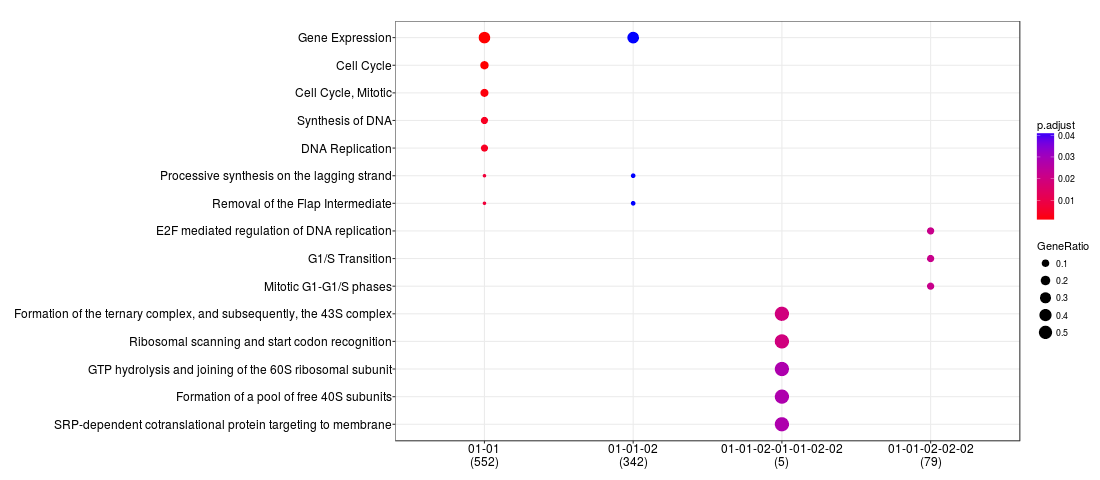 Gene Expression
Cell Cycle
Cell Cycle, Mitotic
Synthesis of DNA
DNA Replication
Processive synthesis on the lagging strand
Removal of the Flap Intermediate
E2F mediated regulation of DNA replication
G1/S Transition
Mitotic G1-G1/S phases
Formation of the ternary complex, and subsequently, the 43S complex
Ribosomal scanning and start codon recognition
GTP hydrolysis and joining of the 60S ribosomal subunit
Formation of a pool of free 40S subunits
SRP-dependent cotranslational protein targeting to membrane
01-01
(552)
01-01-02
(342)
01-01-02-01-01-02-02
(5)
01-01-02-02-02
(79)
p.adjust
0.04
0.03
0.02
0.01
GeneRatio
0.1
0.2
0.3
0.4
0.5